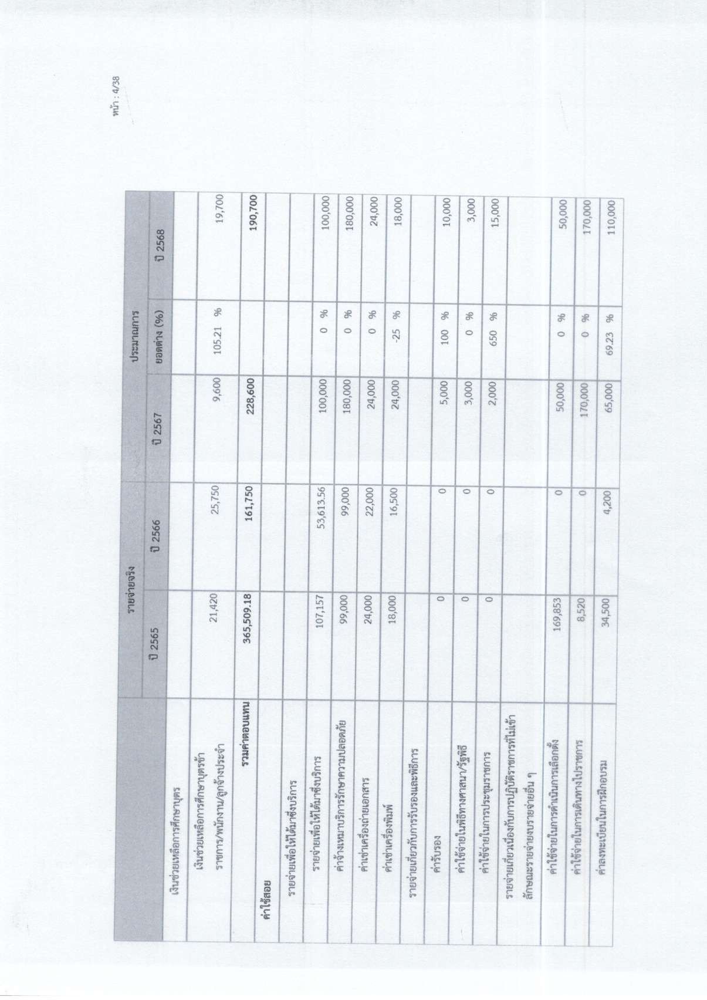 หน้า : 4/38
รายจ่ายจริง ประมาณการ
ปี 2565 ปี 2566 ปี 2567 ยอดต่าง (%) ปี 2568
เงินช่วยเหลือการศึกษาบุตร
เงินช่วยเหลือการศึกษาบุตรข้า
ราชการ/พนักงาน/ลูกจ้างประจำ 21,420 25,750 9,600 105.21 % 19,700
รวมค่าตอบแทน 365,509.18 161,750 228,600 190,700
ค่าใช้สอย
รายจ่ายเพื่อให้ได้มาซึ่งบริการ
รายจ่ายเพื่อให้ได้มาซึ่งบริการ 107,157 53,613.56 100,000 0 % 100,000
ค่าจ้างเหมาบริการรักษาความปลอดภัย 99,000 99,000 180,000 0 % 180,000
ค่าเช่าเครื่องถ่ายเอกสาร 24,000 22,000 24,000 0 % 24,000
ค่าเช่าเครื่องพิมพ์ 18,000 16,500 24,000 -25 % 18,000
รายจ่ายเกี่ยวกับการรับรองและพิธีการ
ค่ารับรอง 0 0 5,000 100 % 10,000
ค่าใช้จ่ายในพิธีทางศาสนา/รัฐพิธี 0 0 3,000 0 % 3,000
ค่าใช้จ่ายในการประชุมราชการ 0 0 2,000 650 % 15,000
รายจ่ายเกี่ยวเนื่องกับการปฏิบัติราชการที่ไม่เข้า
ลักษณะรายจ่ายงบรายจ่ายอื่น ๆ
ค่าใช้จ่ายในการดำเนินการเลือกตั้ง 169,853 0 50,000 0 % 50,000
ค่าใช้จ่ายในการเดินทางไปราชการ 8,520 0 170,000 0 % 170,000
ค่าลงทะเบียนในการฝึกอบรม 34,500 4,200 65,000 69.23 % 110,000